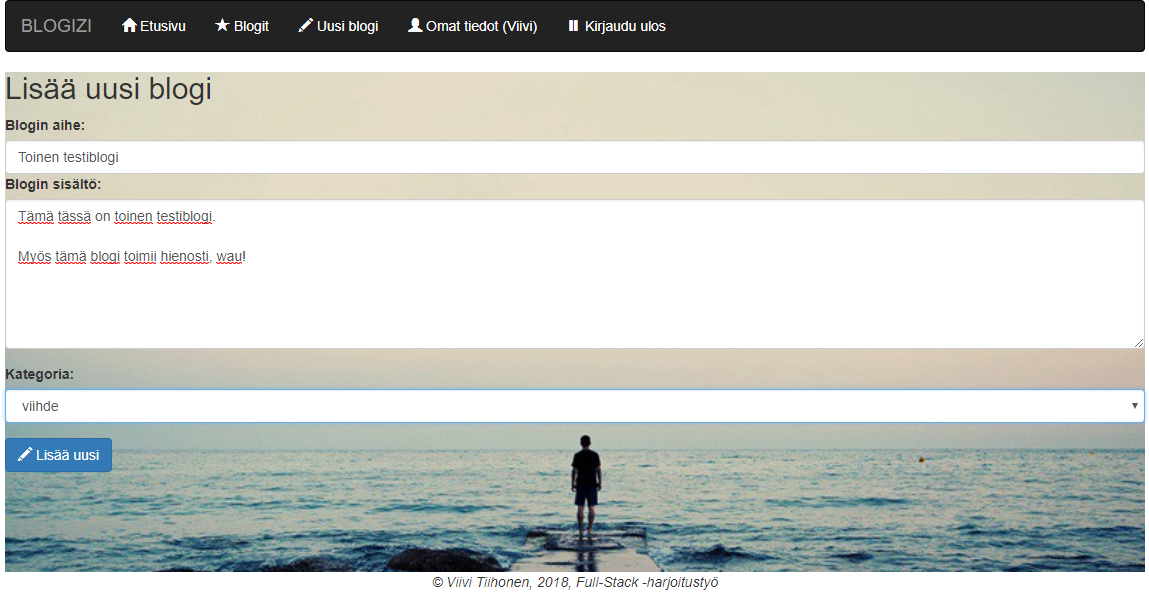 BLOGIZI Etusivu Blogit Uusi blogi Omat tiedot (Viivi) Kirjaudu ulos
Lisää uusi blogi
Blogin aihe:
Toinen testiblogi
Blogin sisältö:
Tämä tässä on toinen testiblogi.
Myös tämä blogi toimii hienosti, wau!
Kategoria:
viihde
Lisää uusi
© Viivi Tiihonen, 2018, Full-Stack -harjoitustyö